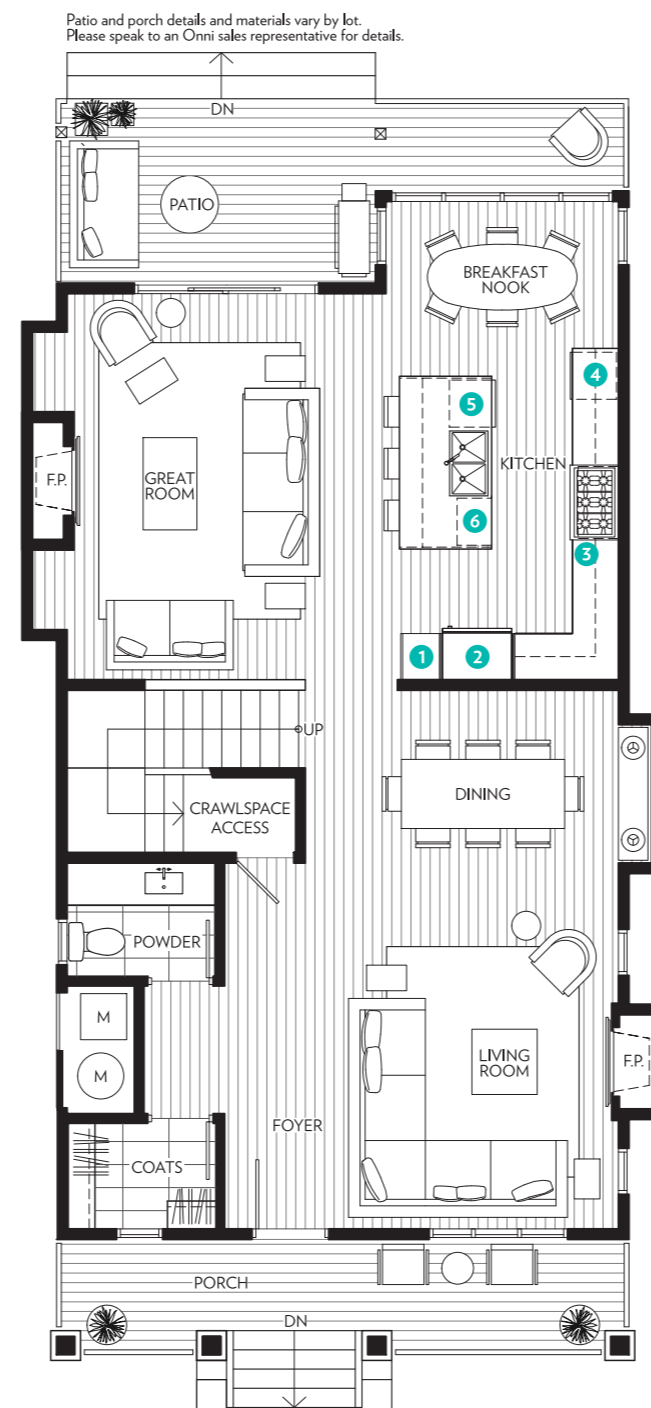 Patio and porch details and materials vary by lot.
Please speak to an Onni sales representative for details.
DN
PATIO
BREAKFAST
NOOK
4
5
KITCHEN
GREAT
ROOM
F.P.
6
3
1
2
UP
DINING
CRAWLSPACE
ACCESS
POWDER
M
M
LIVING
ROOM
F.P.
FOYER
COATS
PORCH
DN